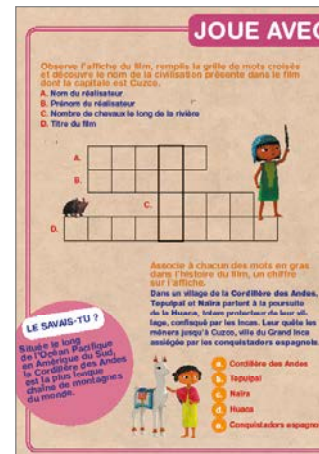 JOUE AVEC
Observe l'affiche du film, remplis la grille de mots croisés
et découvre le nom de la civilisation présente dans le film
dont la capitale est Cuzco.
A. Nom du réalisateur
B. Prénom du réalisateur
C. Nombre de chevaux le long de la rivière
D. Titre du film
A.
B.
C.
D.
Associe à chacun des mots en gras
dans l'histoire du film, un chiffre
sur l'affiche.
Dans un village de la Cordillère des Andes,
Tepulpaï et Naïra partent à la poursuite
de la Huaca, totem protecteur de leur vil-
lage, confisqué par les Incas. Leur quête les
mènera jusqu'à Cuzco, ville du Grand Inca
assiégée par les conquistadors espagnols
LE SAVAIS-TU ?
Située le long
de l'Océan Pacifique
en Amérique du Sud,
la Cordillère des Andes
est la plus longue
chaîne de montagnes
du monde.
Cordillère des Andes
Tepulpaï
Naïra
Huaca
Conquistadors espagno